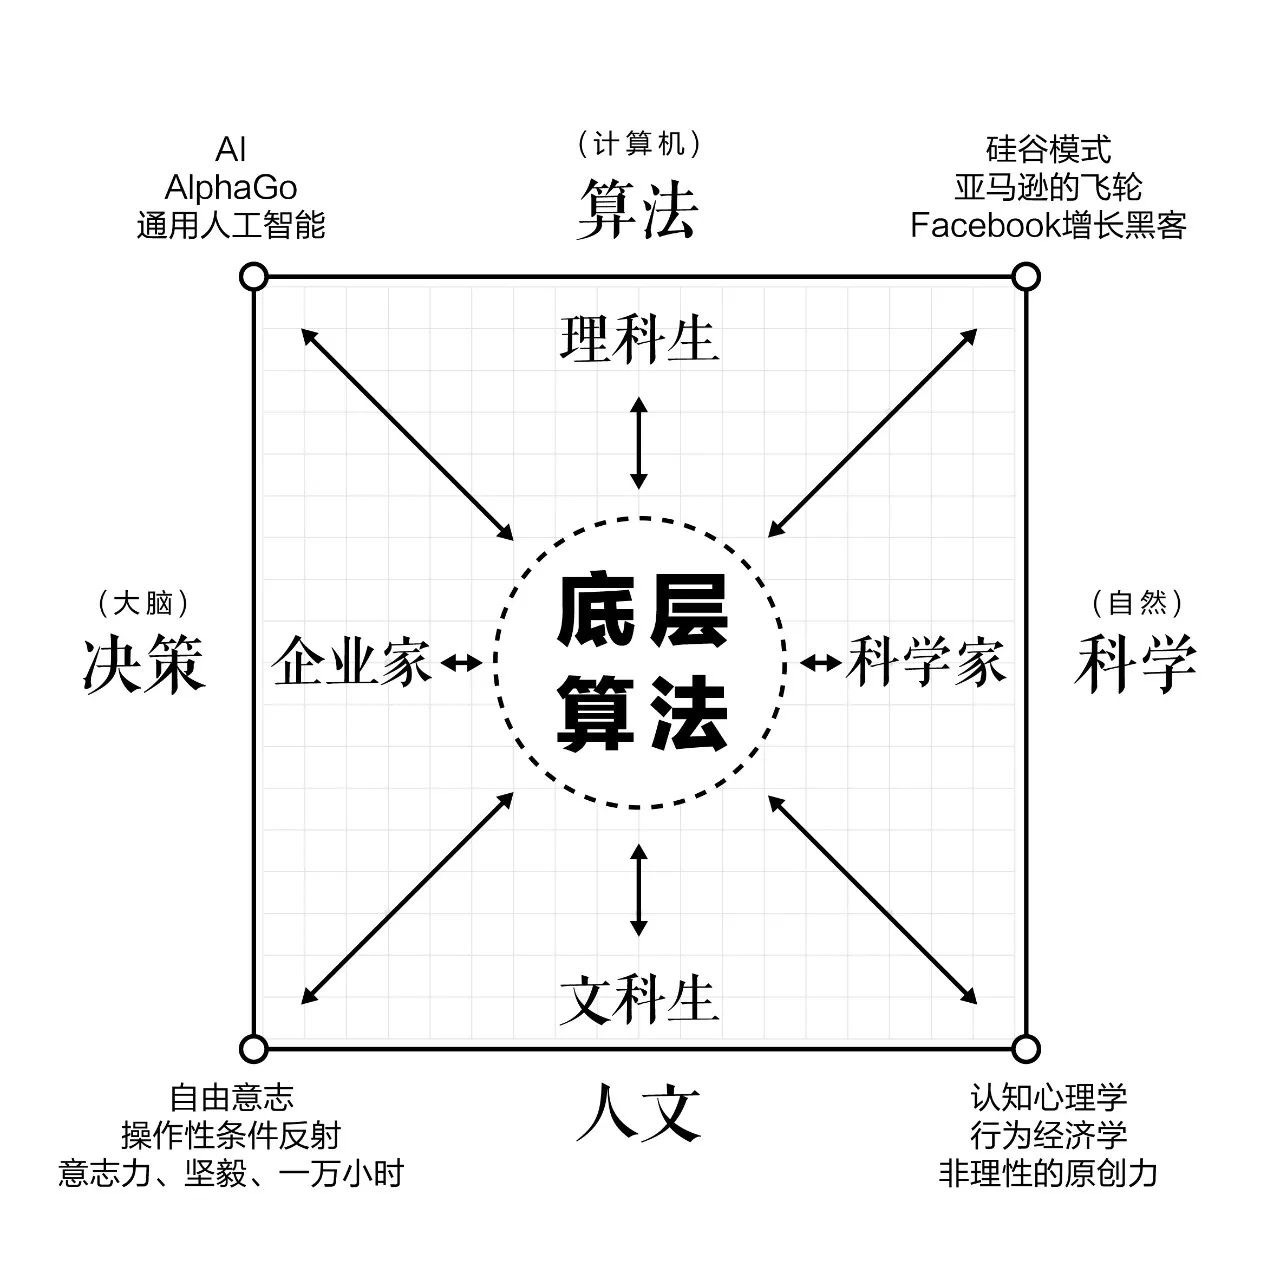 AI
AlphaGo
通用人工智能
（计算机）
算法
硅谷模式
亚马逊的飞轮
Facebook增长黑客
理科生
（大脑）
决策
企业家
底层
算法
科学家
（自然）
科学
文科生
自由意志
操作性条件反射
意志力、坚毅、一万小时
人文
认知心理学
行为经济学
非理性的原创力